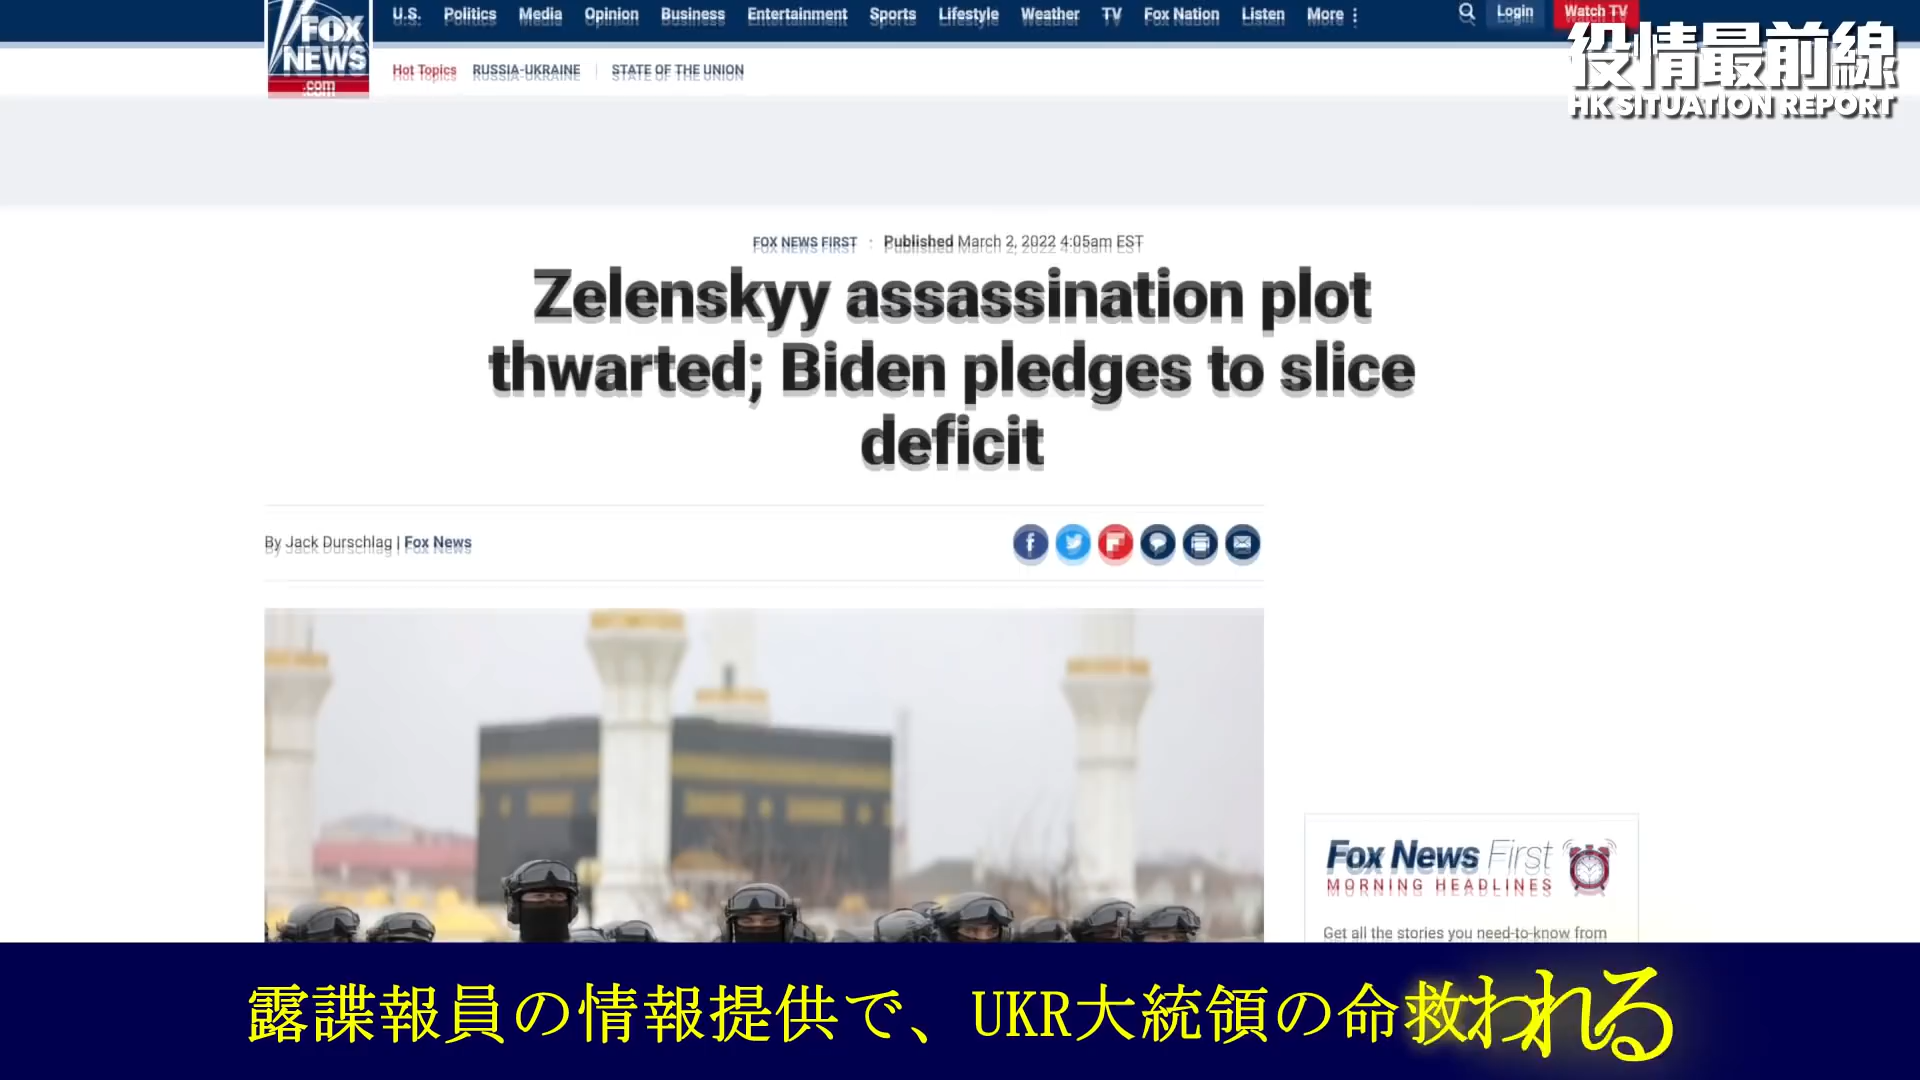 FOX
NEWS
.com
U.S. Politics Media Opinion Business Entertainment Sports Lifestyle Weather TV Fox Nation Listen More
Login Watch TV
Hot Topics RUSSIA-UKRAINE STATE OF THE UNION
役情最前線
HK SITUATION REPORT
FOX NEWS FIRST · Published March 2, 2022 4:05am EST
Zelenskyy assassination plot
thwarted; Biden pledges to slice
deficit
By Jack Durschlag | Fox News
Fox News First
MORNING HEADLINES
Get all the stories you need-to-know from
露諜報員の情報提供で、UKR大統領の命救われる